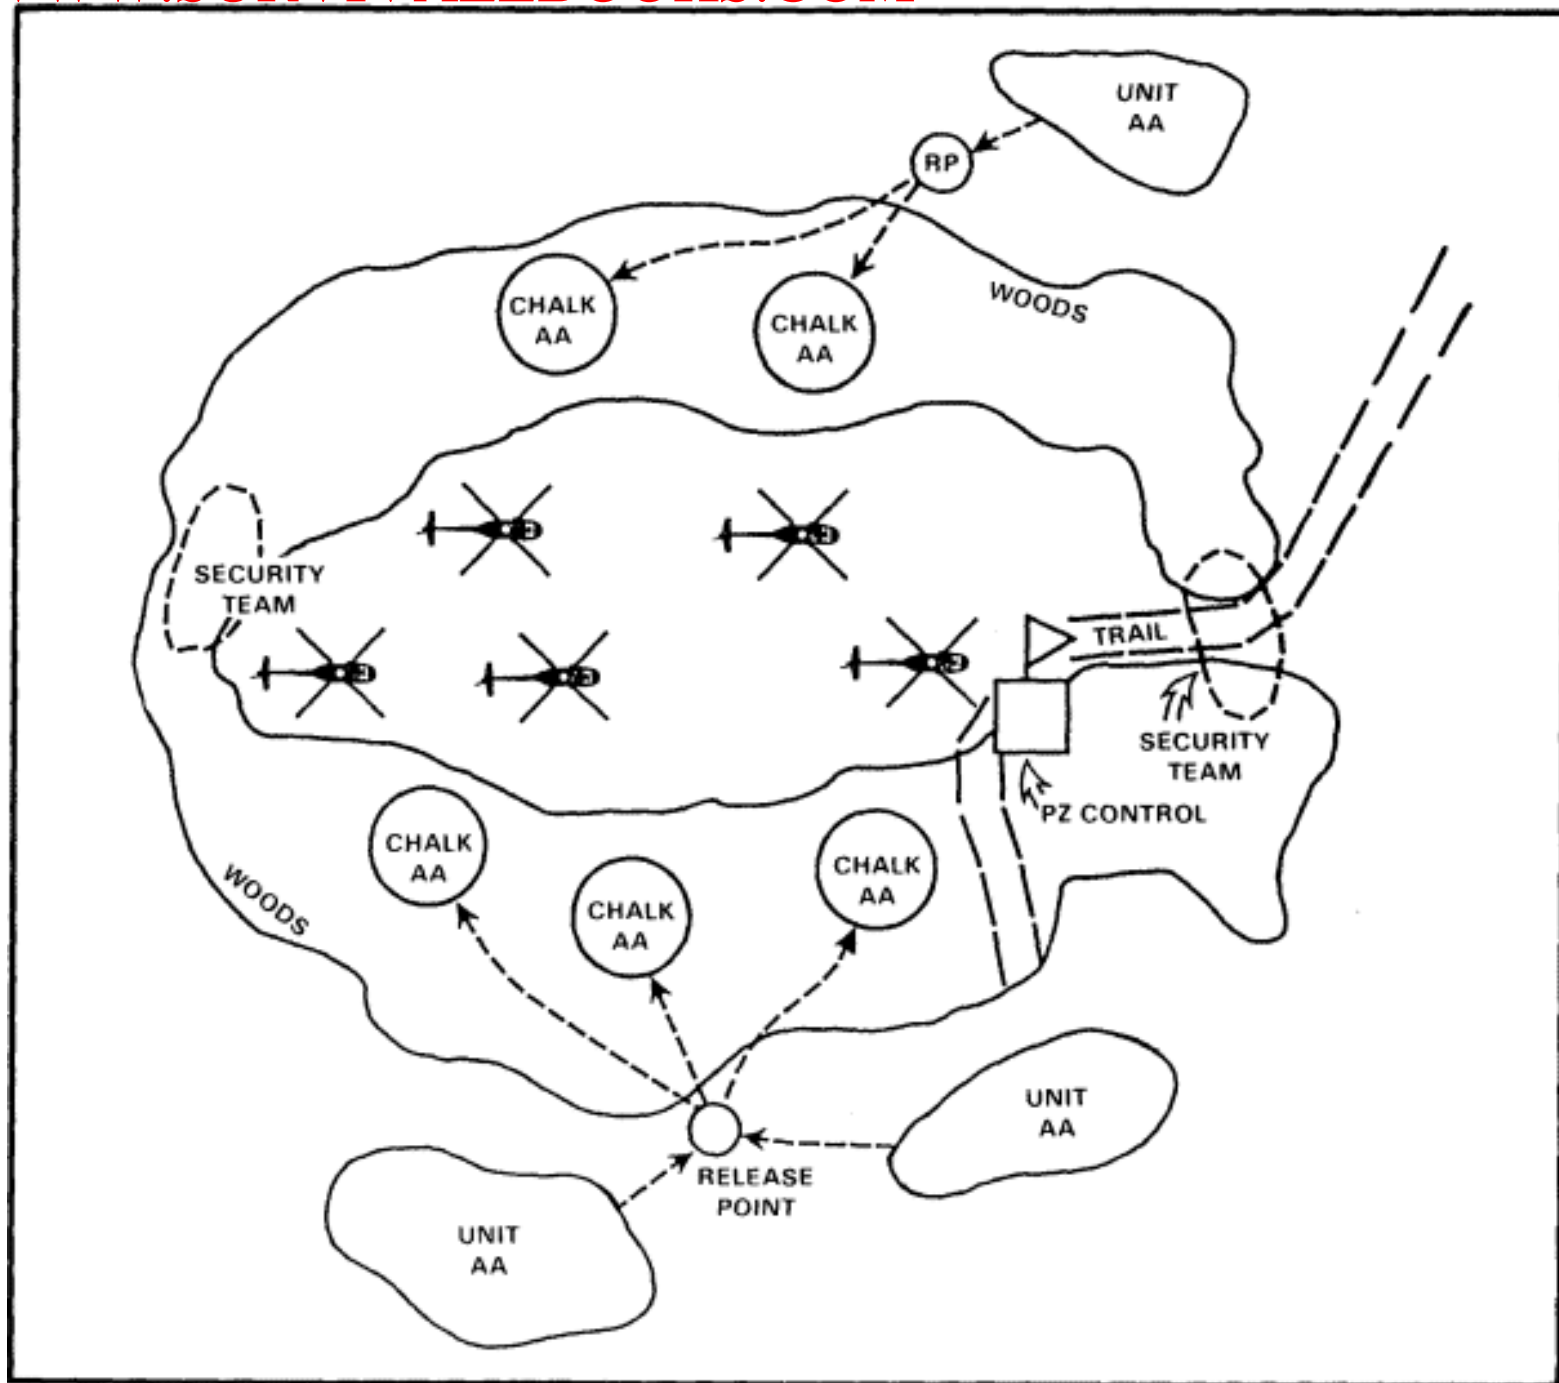 UNIT
AA
RP
WOODS
CHALK
AA
CHALK
AA
SECURITY
TEAM
TRAIL
SECURITY
TEAM
PZ CONTROL
CHALK
AA
CHALK
AA
CHALK
AA
WOODS
UNIT
AA
RELEASE
POINT
UNIT
AA